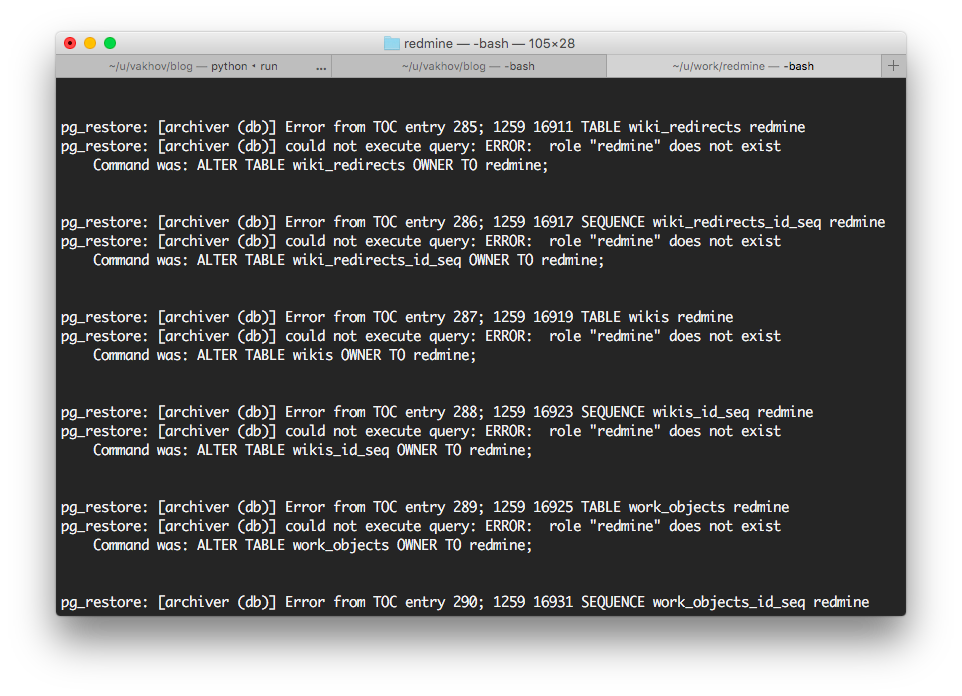 redmine — -bash — 105×28
~/u/vakhov/blog — python ‹ run ...
~/u/vakhov/blog — -bash
~/u/work/redmine — -bash
+
pg_restore: [archiver (db)] Error from TOC entry 285; 1259 16911 TABLE wiki_redirects redmine
pg_restore: [archiver (db)] could not execute query: ERROR:  role "redmine" does not exist
    Command was: ALTER TABLE wiki_redirects OWNER TO redmine;
pg_restore: [archiver (db)] Error from TOC entry 286; 1259 16917 SEQUENCE wiki_redirects_id_seq redmine
pg_restore: [archiver (db)] could not execute query: ERROR:  role "redmine" does not exist
    Command was: ALTER TABLE wiki_redirects_id_seq OWNER TO redmine;
pg_restore: [archiver (db)] Error from TOC entry 287; 1259 16919 TABLE wikis redmine
pg_restore: [archiver (db)] could not execute query: ERROR:  role "redmine" does not exist
    Command was: ALTER TABLE wikis OWNER TO redmine;
pg_restore: [archiver (db)] Error from TOC entry 288; 1259 16923 SEQUENCE wikis_id_seq redmine
pg_restore: [archiver (db)] could not execute query: ERROR:  role "redmine" does not exist
    Command was: ALTER TABLE wikis_id_seq OWNER TO redmine;
pg_restore: [archiver (db)] Error from TOC entry 289; 1259 16925 TABLE work_objects redmine
pg_restore: [archiver (db)] could not execute query: ERROR:  role "redmine" does not exist
    Command was: ALTER TABLE work_objects OWNER TO redmine;
pg_restore: [archiver (db)] Error from TOC entry 290; 1259 16931 SEQUENCE work_objects_id_seq redmine